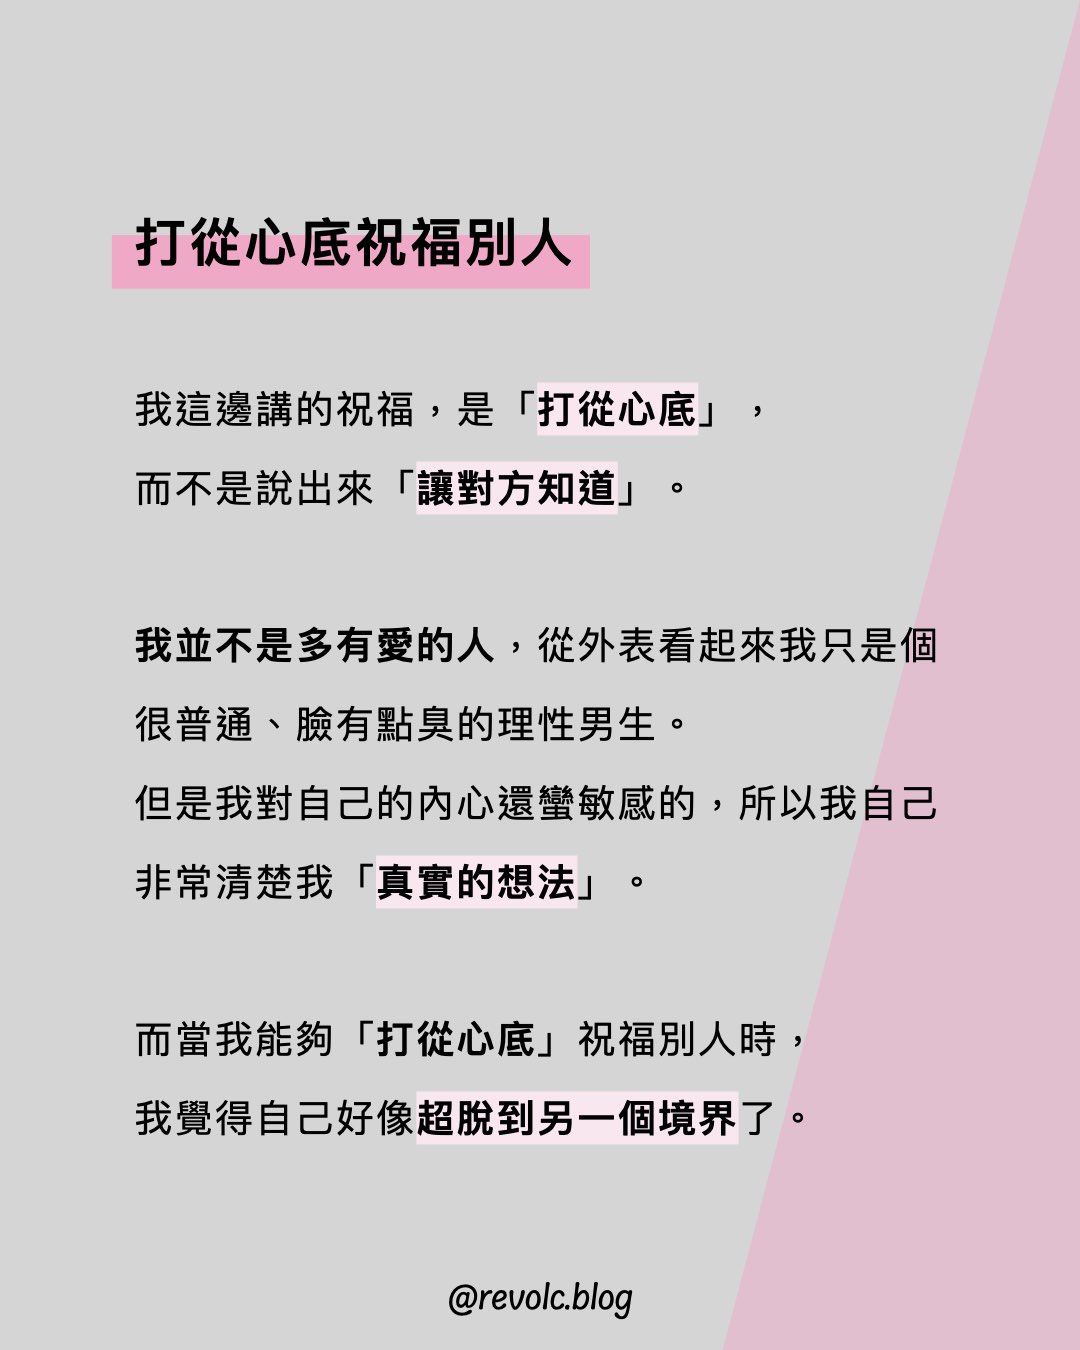 打從心底祝福別人
我這邊講的祝福，是「打從心底」，
而不是說出來「讓對方知道」。
我並不是多有愛的人，從外表看起來我只是個
很普通、臉有點臭的理性男生。
但是我對自己的內心還蠻敏感的，所以我自己
非常清楚我「真實的想法」。
而當我能夠「打從心底」祝福別人時，
我覺得自己好像超脫到另一個境界了。
@revolc.blog